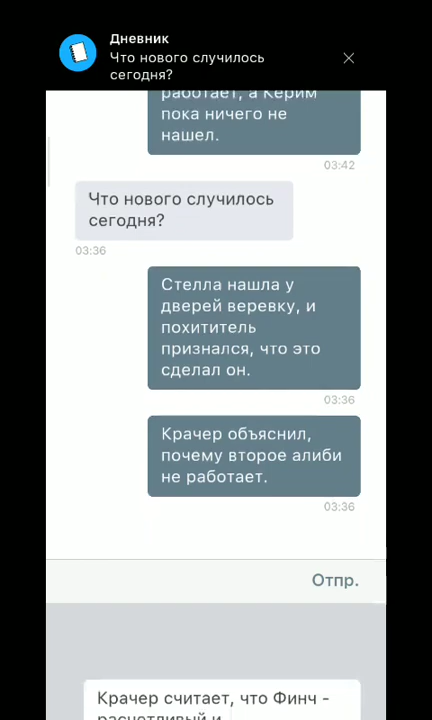 Дневник
Что нового случилось
сегодня?
работает, а Керим
пока ничего не
нашел.
03:42
Что нового случилось
сегодня?
03:36
Стелла нашла у
дверей веревку, и
похититель
признался, что это
сделал он.
03:36
Крачер объяснил,
почему второе алиби
не работает.
03:36
Отпр.
Крачер считает, что Финч -
расчетливый и